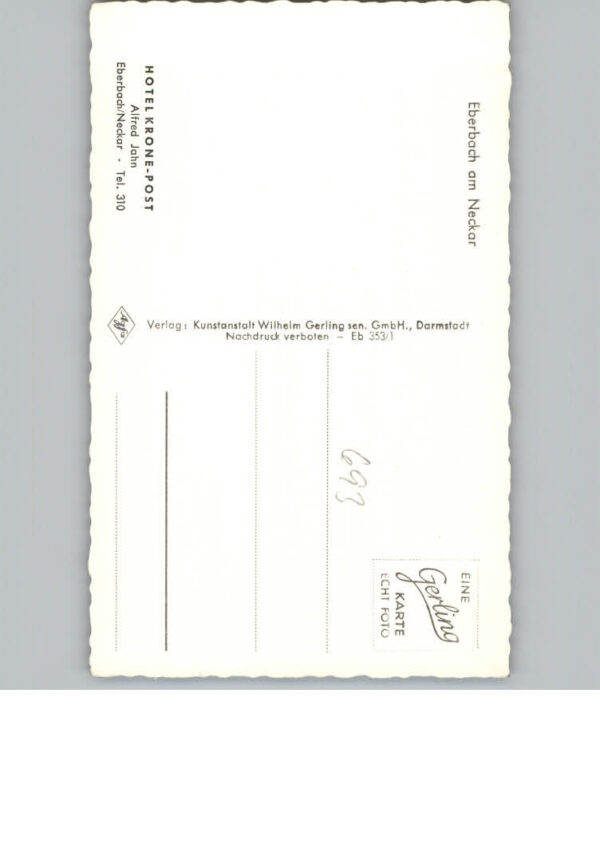 Eberbach am Neckar
HOTEL KRONE-POST
Alfred Jahn
Eberbach/Neckar · Tel. 310
Agfa
Verlag: Kunstanstalt Wilhelm Gerling sen. GmbH., Darmstadt
Nachdruck verboten – Eb 353/1
693
EINE
Gerling
KARTE
ECHT FOTO